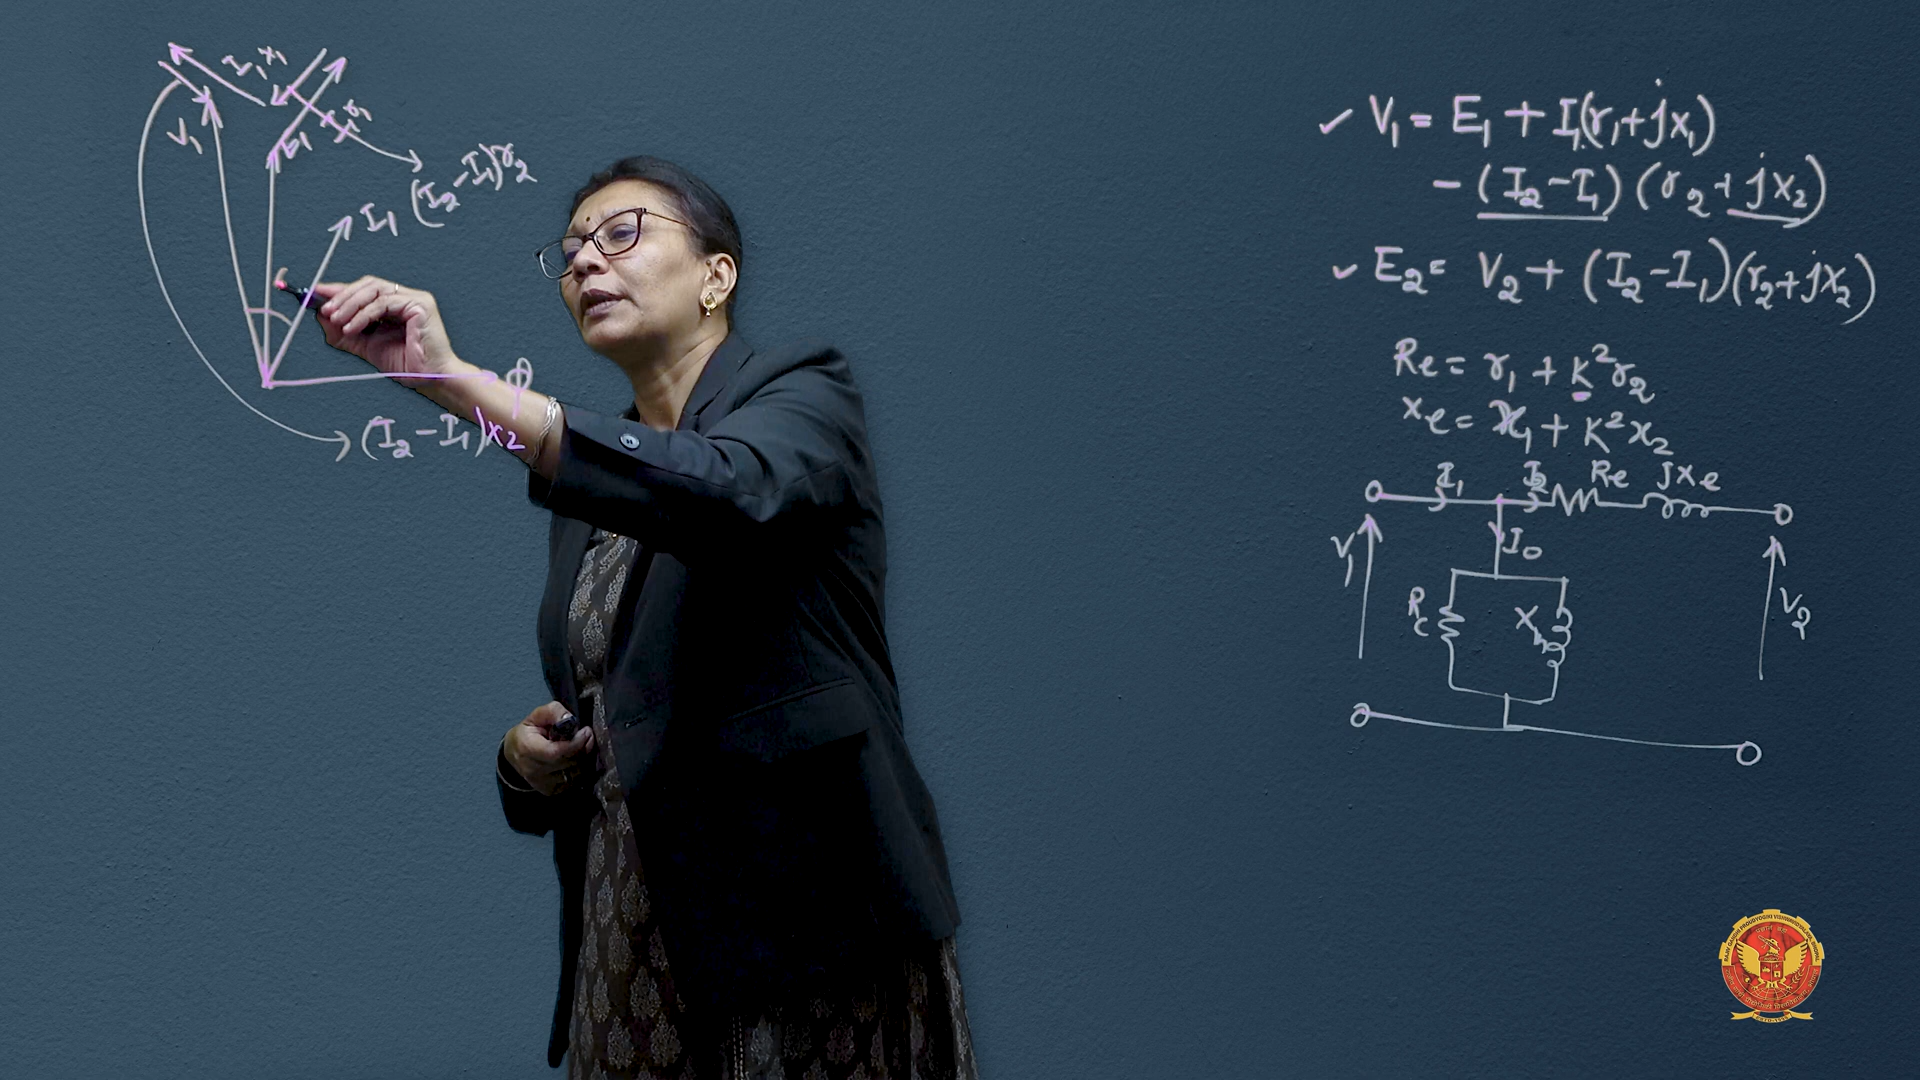 I₁x₁
V₁
E₁
I₁r₁
(I₂-I₁)r₂
I₁
ϕ
(I₂-I₁)x₂
✓ V₁ = E₁ + I₁(r₁+jx₁)
- (I₂-I₁) (r₂+jx₂)
✓ E₂ = V₂ + (I₂-I₁)(r₂+jx₂)
Re = r₁ + K²r₂
xe = x₁ + K²x₂
I₁ I₂ Re jxe
V₁ I₀
Rc Xm V₂